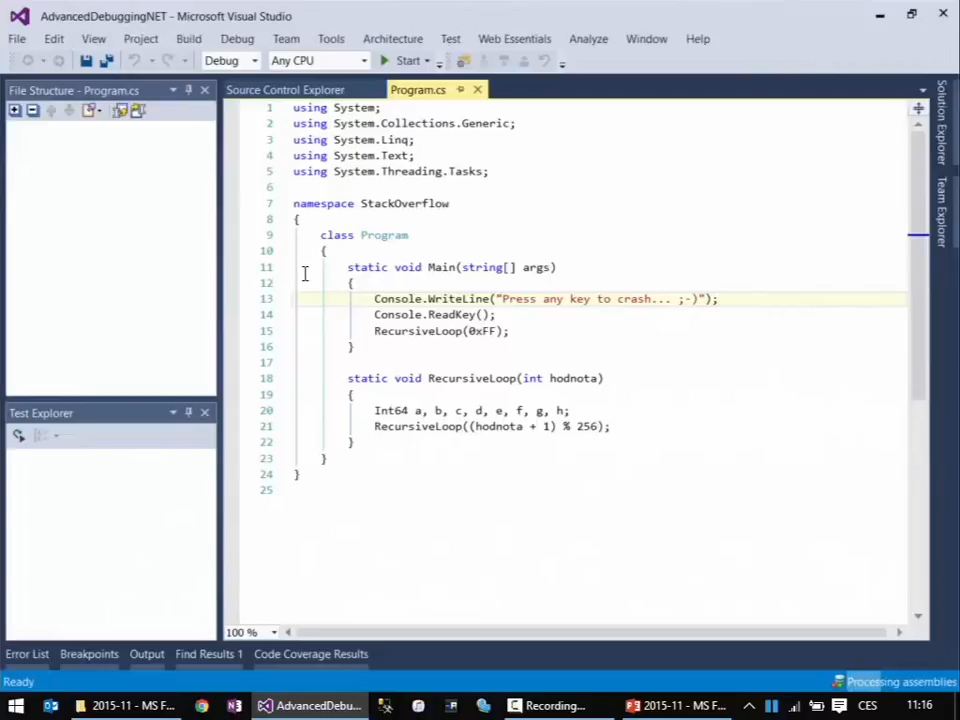 AdvancedDebuggingNET - Microsoft Visual Studio
File Edit View Project Build Debug Team Tools Architecture Test Web Essentials Analyze Window Help
Debug Any CPU Start
File Structure - Program.cs
Source Control Explorer Program.cs
1 using System;
2 using System.Collections.Generic;
3 using System.Linq;
4 using System.Text;
5 using System.Threading.Tasks;
6
7 namespace StackOverflow
8 {
9 class Program
10 {
11 static void Main(string[] args)
12 {
13 Console.WriteLine("Press any key to crash... ;-)");
14 Console.ReadKey();
15 RecursiveLoop(0xFF);
16 }
17
18 static void RecursiveLoop(int hodnota)
19 {
20 Int64 a, b, c, d, e, f, g, h;
21 RecursiveLoop((hodnota + 1) % 256);
22 }
23 }
24 }
25
Test Explorer
Solution Explorer
Team Explorer
100 %
Error List Breakpoints Output Find Results 1 Code Coverage Results
Ready Processing assemblies
2015-11 - MS F... AdvancedDebu... Recording... 2015-11 - MS F... CES 11:16